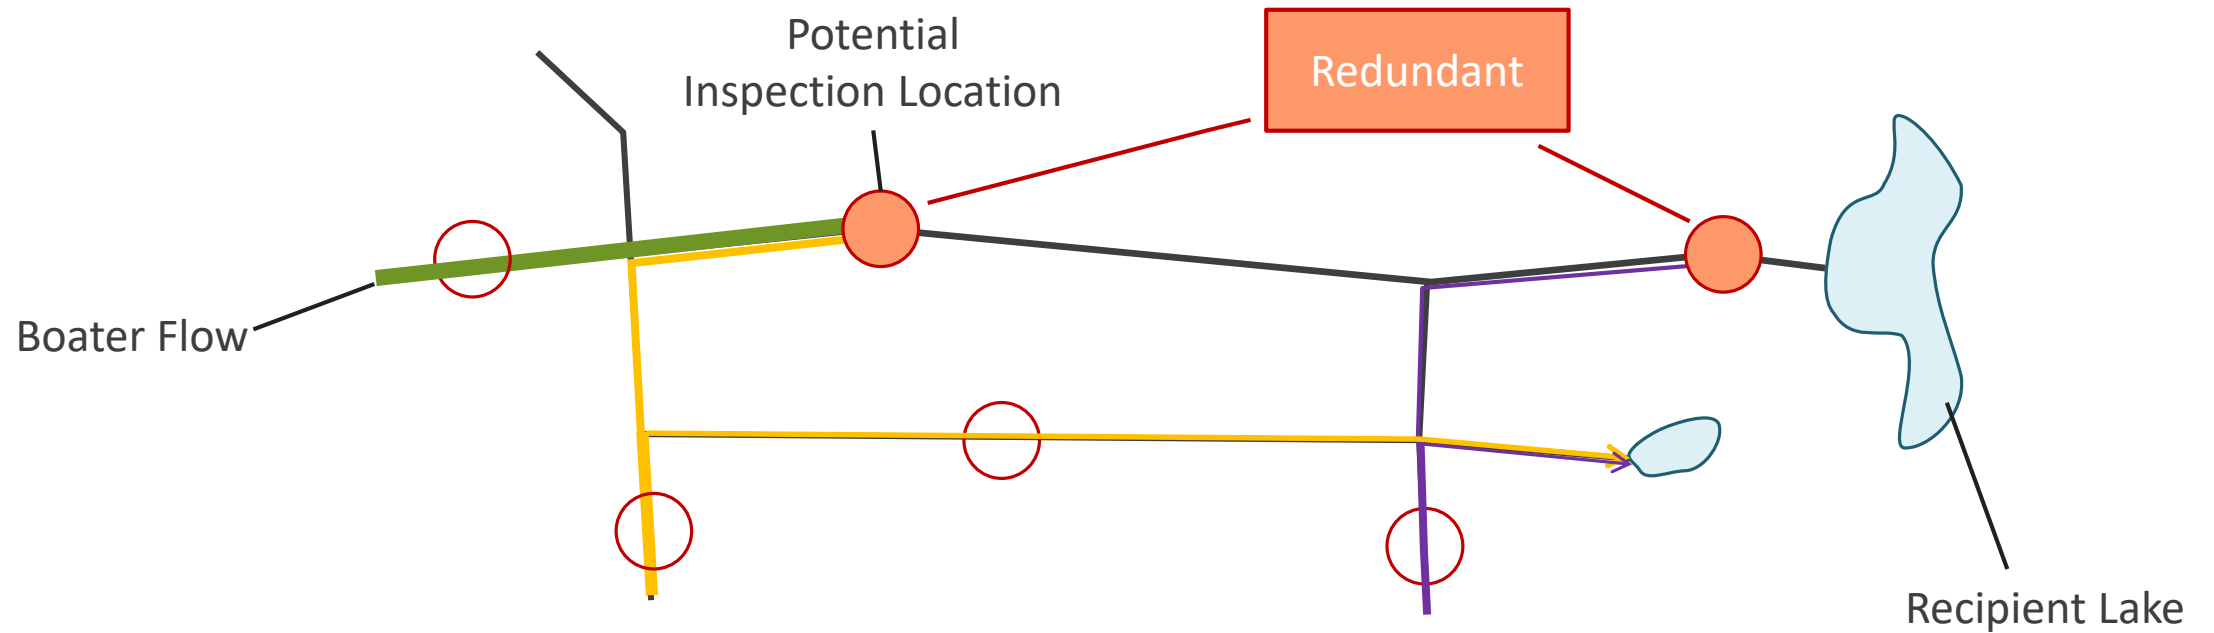 Potential
Inspection Location
Redundant
Boater Flow
Recipient Lake